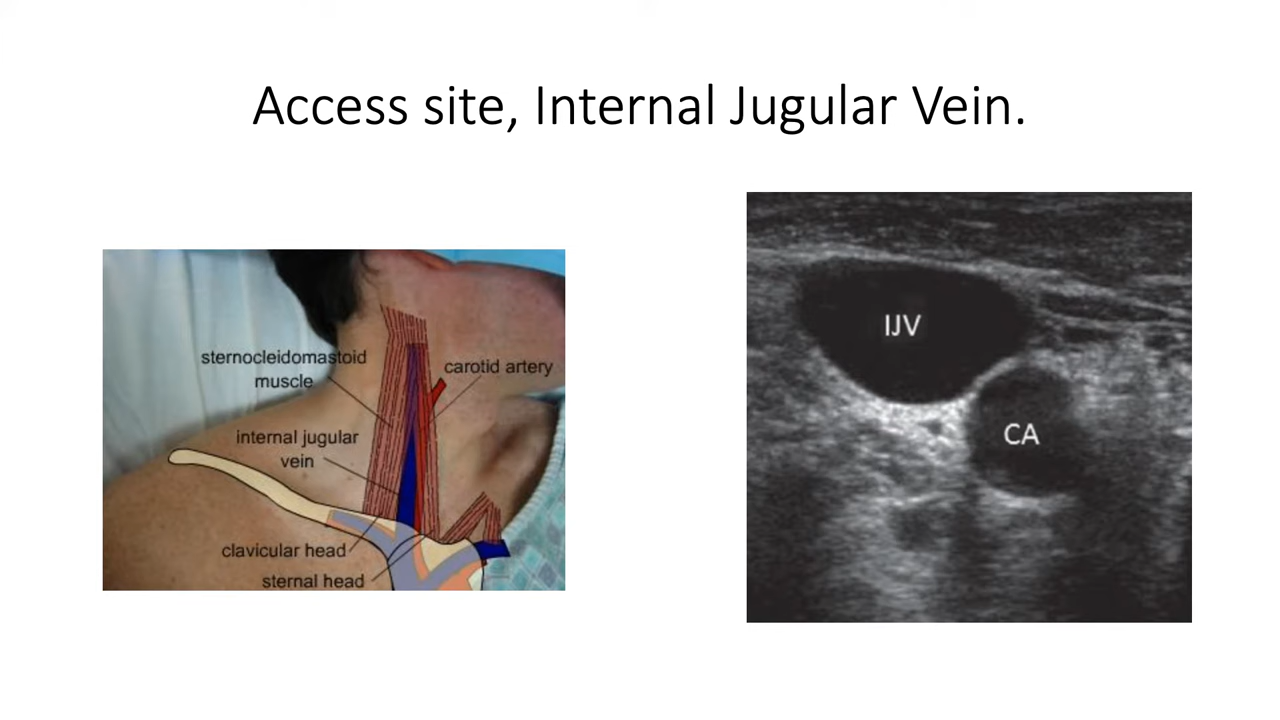 Access site, Internal Jugular Vein.
sternocleidomastoid
muscle
carotid artery
internal jugular
vein
clavicular head
sternal head
IJV
CA